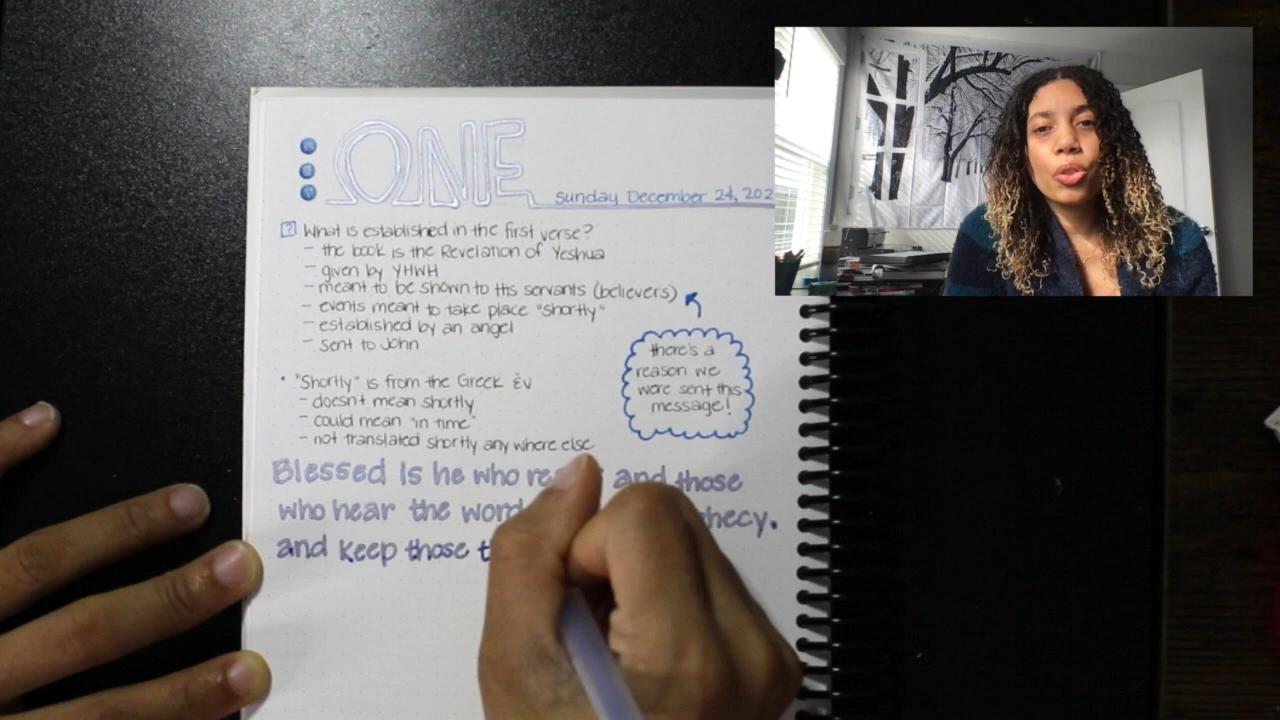 ONE
Sunday December 24, 202
? What is established in the first verse?
- the book is the Revelation of Yeshua
- given by YHWH
- meant to be shown to His servants (believers)
- events meant to take place "shortly"
- established by an angel
- sent to John
there's a
reason we
were sent this
message!
• "Shortly" is from the Greek ἐν
- doesn't mean shortly
- could mean "in time"
- not translated shortly any where else
Blessed is he who and those
who hear the word
and keep those